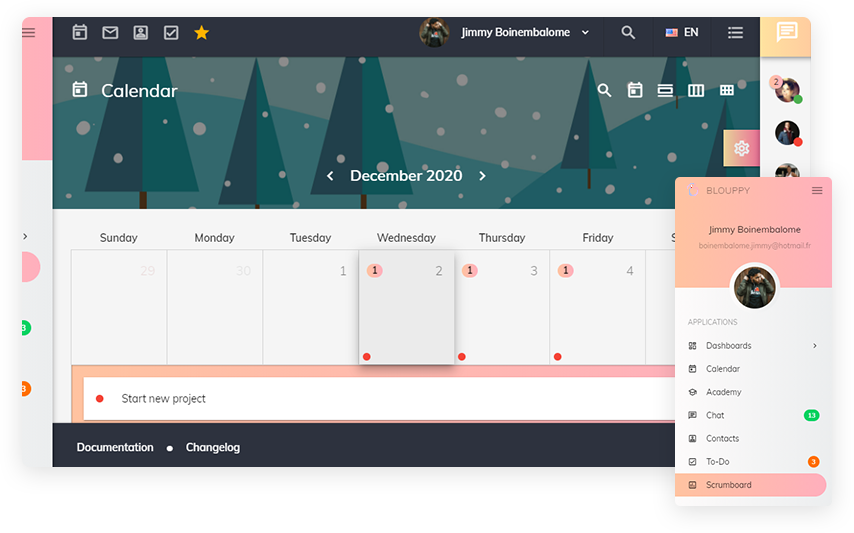 Jimmy Boinembalome
EN
Calendar
2
December 2020
Sunday Monday Tuesday Wednesday Thursday Friday S
29 30 1 1 2 1 3 1 4
3
3
Start new project
Documentation Changelog
BLOUPPY
Jimmy Boinembalome
boinembalome.jimmy@hotmail.fr
APPLICATIONS
Dashboards
Calendar
Academy
Chat 13
Contacts
To-Do 3
Scrumboard